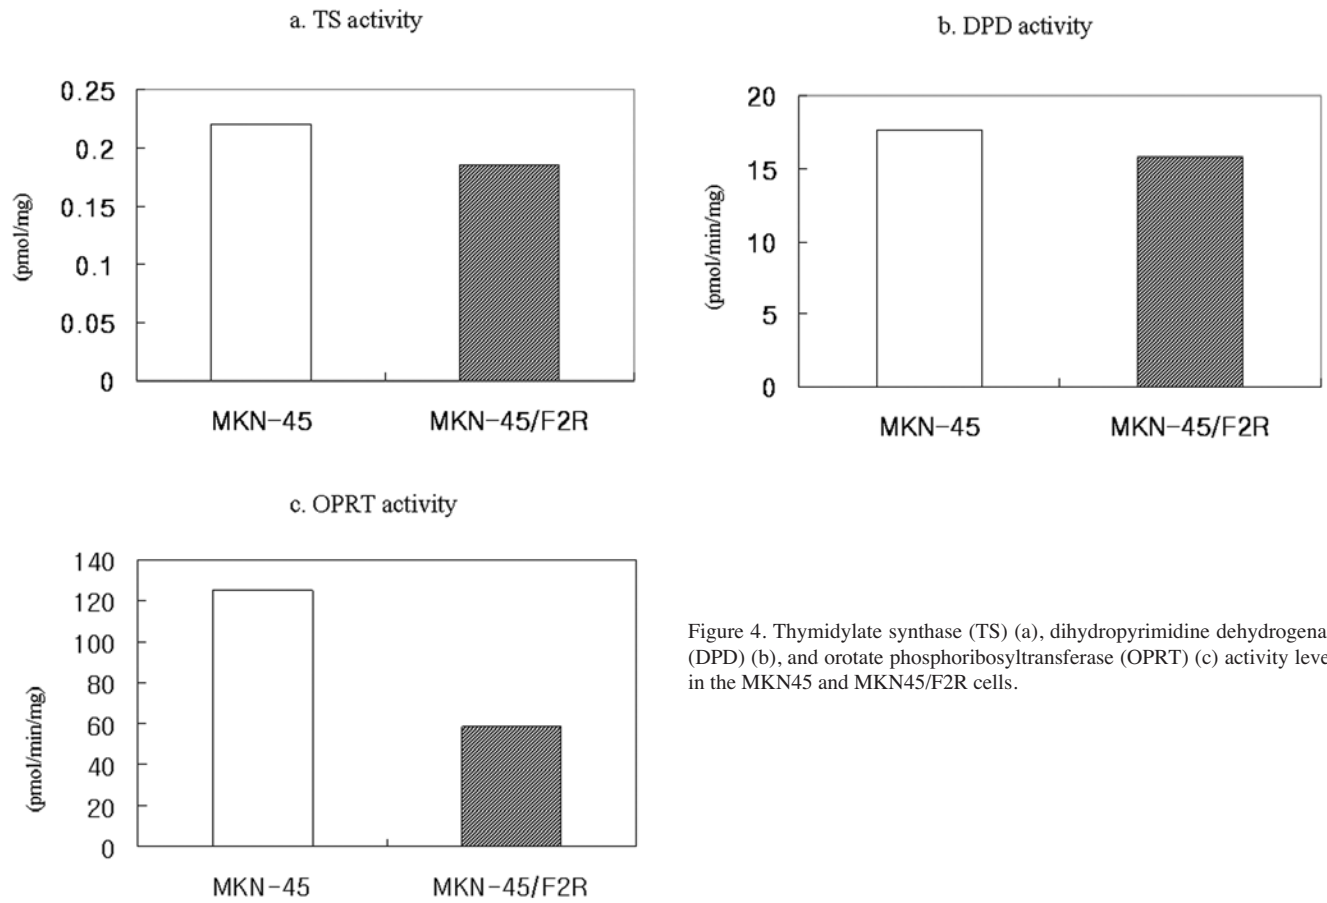 a. TS activity
(pmol/mg)
0.25
0.2
0.15
0.1
0.05
0
MKN-45 MKN-45/F2R
b. DPD activity
(pmol/min/mg)
20
15
10
5
0
MKN-45 MKN-45/F2R
c. OPRT activity
(pmol/min/mg)
140
120
100
80
60
40
20
0
MKN-45 MKN-45/F2R
Figure 4. Thymidylate synthase (TS) (a), dihydropyrimidine dehydrogena
(DPD) (b), and orotate phosphoribosyltransferase (OPRT) (c) activity leve
in the MKN45 and MKN45/F2R cells.